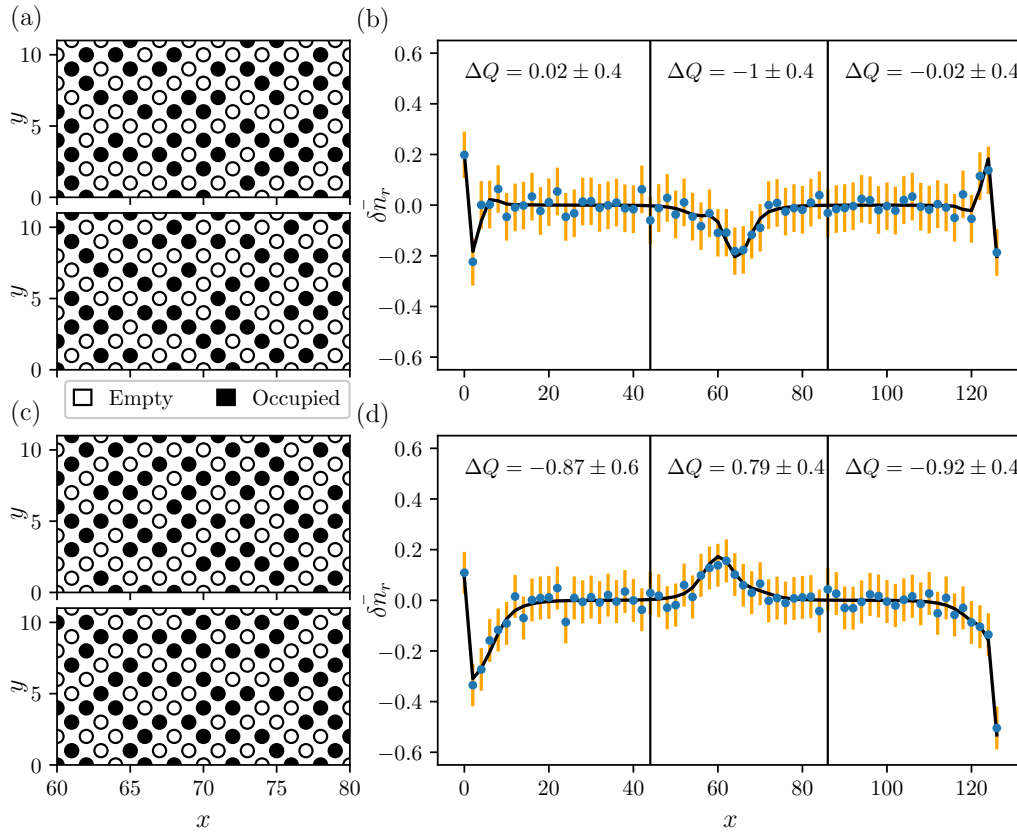 (a)
(b)
10
5
0
y
10
5
0
y
Empty
Occupied
0.6
0.4
0.2
0.0
−0.2
−0.4
−0.6
δn̄_r
ΔQ = 0.02 ± 0.4
ΔQ = −1 ± 0.4
ΔQ = −0.02 ± 0.4
0
20
40
60
80
100
120
(c)
(d)
10
5
0
y
10
5
0
y
60
65
70
75
80
x
0.6
0.4
0.2
0.0
−0.2
−0.4
−0.6
δn̄_r
ΔQ = −0.87 ± 0.6
ΔQ = 0.79 ± 0.4
ΔQ = −0.92 ± 0.4
0
20
40
60
80
100
120
x